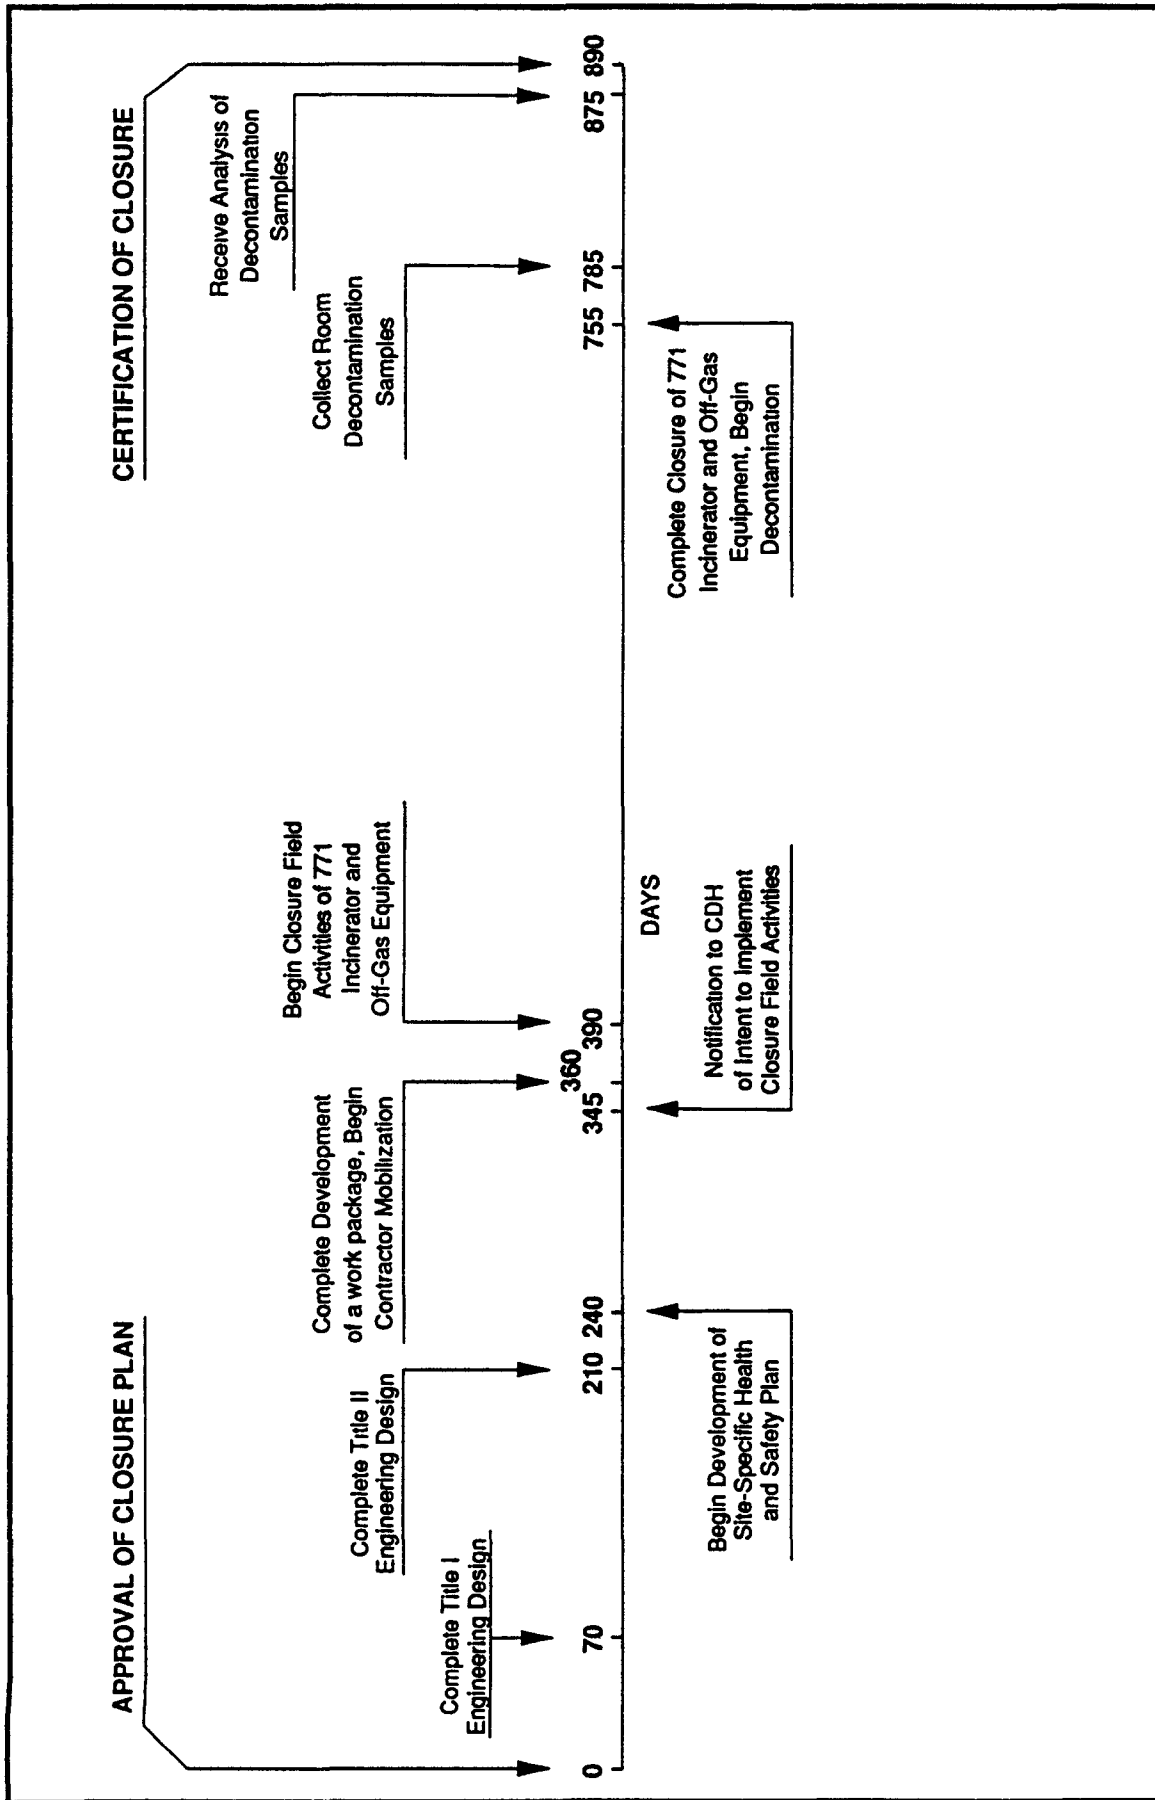 APPROVAL OF CLOSURE PLAN
CERTIFICATION OF CLOSURE
Complete Title I
Engineering Design
Complete Title II
Engineering Design
Complete Development
of a work package, Begin
Contractor Mobilization
Begin Closure Field
Activities of 771
Incinerator and
Off-Gas Equipment
Collect Room
Decontamination
Samples
Receive Analysis of
Decontamination
Samples
0 70 210 240 345 360 390 755 785 875 890
DAYS
Begin Development of
Site-Specific Health
and Safety Plan
Notification to CDH
of Intent to Implement
Closure Field Activities
Complete Closure of 771
Incinerator and Off-Gas
Equipment, Begin
Decontamination